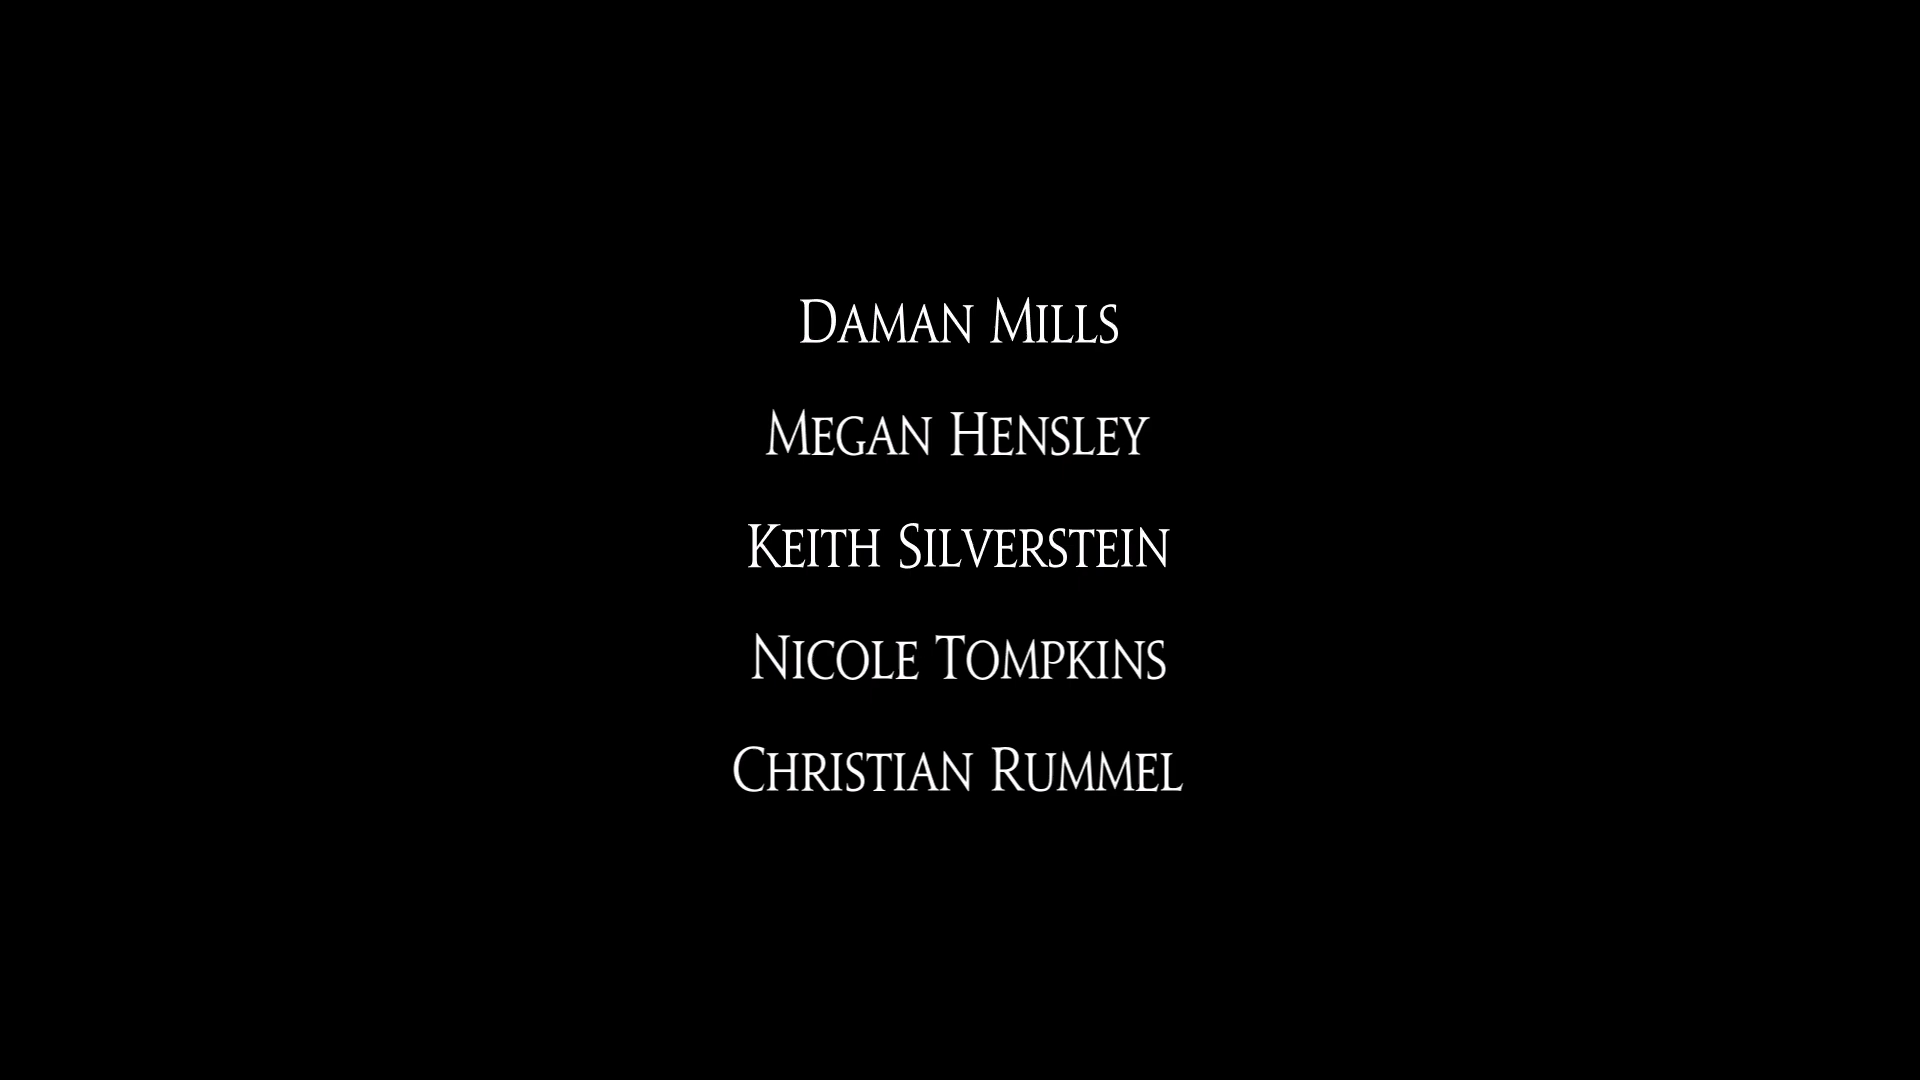 Daman Mills
Megan Hensley
Keith Silverstein
Nicole Tompkins
Christian Rummel